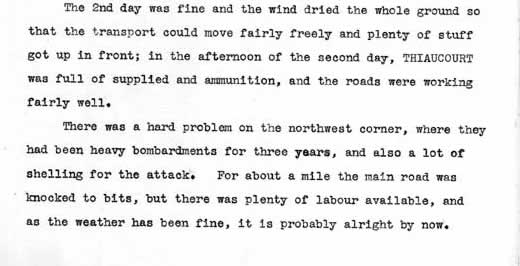 The 2nd day was fine and the wind dried the whole ground so
that the transport could move fairly freely and plenty of stuff
got up in front; in the afternoon of the second day, THIAUCOURT
was full of supplied and ammunition, and the roads were working
fairly well.
There was a hard problem on the northwest corner, where they
had been heavy bombardments for three years, and also a lot of
shelling for the attack. For about a mile the main road was
knocked to bits, but there was plenty of labour available, and
as the weather has been fine, it is probably alright by now.